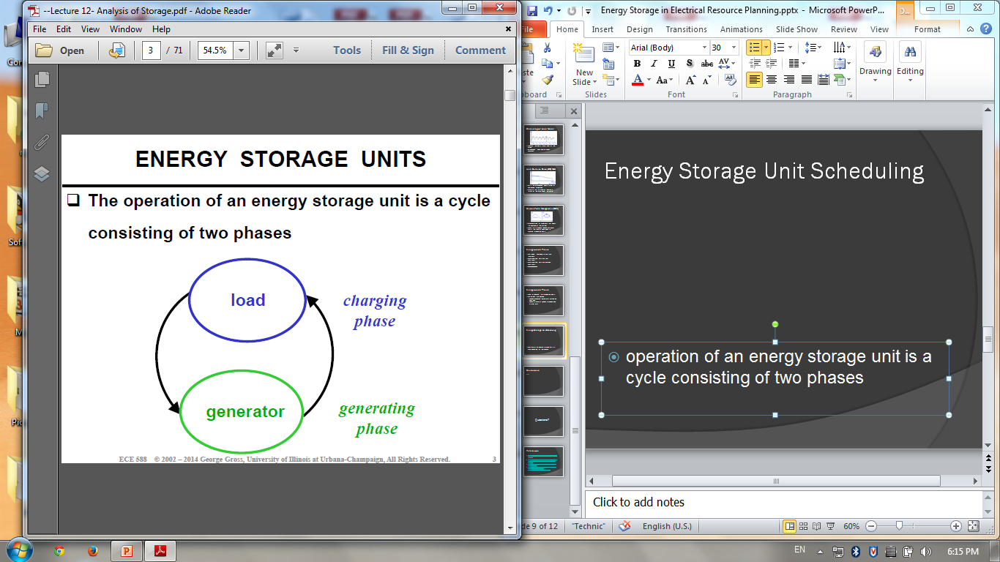 --Lecture 12- Analysis of Storage.pdf - Adobe Reader
File Edit View Window Help
Open 3 / 71 54.5% Tools Fill & Sign Comment
ENERGY STORAGE UNITS
The operation of an energy storage unit is a cycle
consisting of two phases
load
charging
phase
generator
generating
phase
ECE 588 © 2002 – 2014 George Gross, University of Illinois at Urbana-Champaign, All Rights Reserved. 3
Energy Storage in Electrical Resource Planning.pptx - Microsoft PowerP...
D...
File Home Insert Design Transitions Animations Slide Show Review View Format
Arial (Body) 30
New
Slide
Drawing Editing
Slides Font Paragraph
Energy Storage Unit Scheduling
operation of an energy storage unit is a
cycle consisting of two phases
Questions?
Click to add notes
9 of 12 "Technic" English (U.S.) 60%
EN 6:15 PM